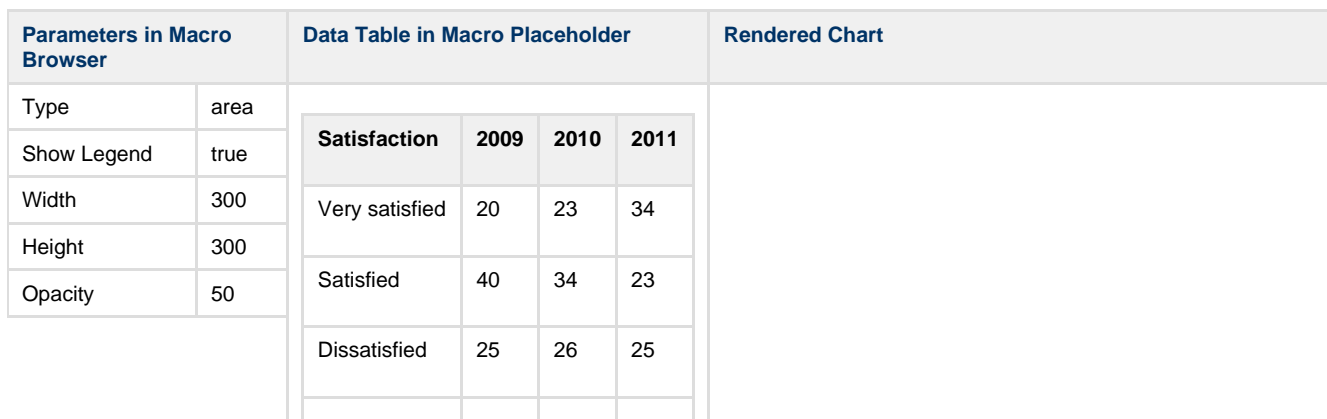 Parameters in Macro Browser
Data Table in Macro Placeholder
Rendered Chart
Type area
Show Legend true
Width 300
Height 300
Opacity 50
Satisfaction 2009 2010 2011
Very satisfied 20 23 34
Satisfied 40 34 23
Dissatisfied 25 26 25